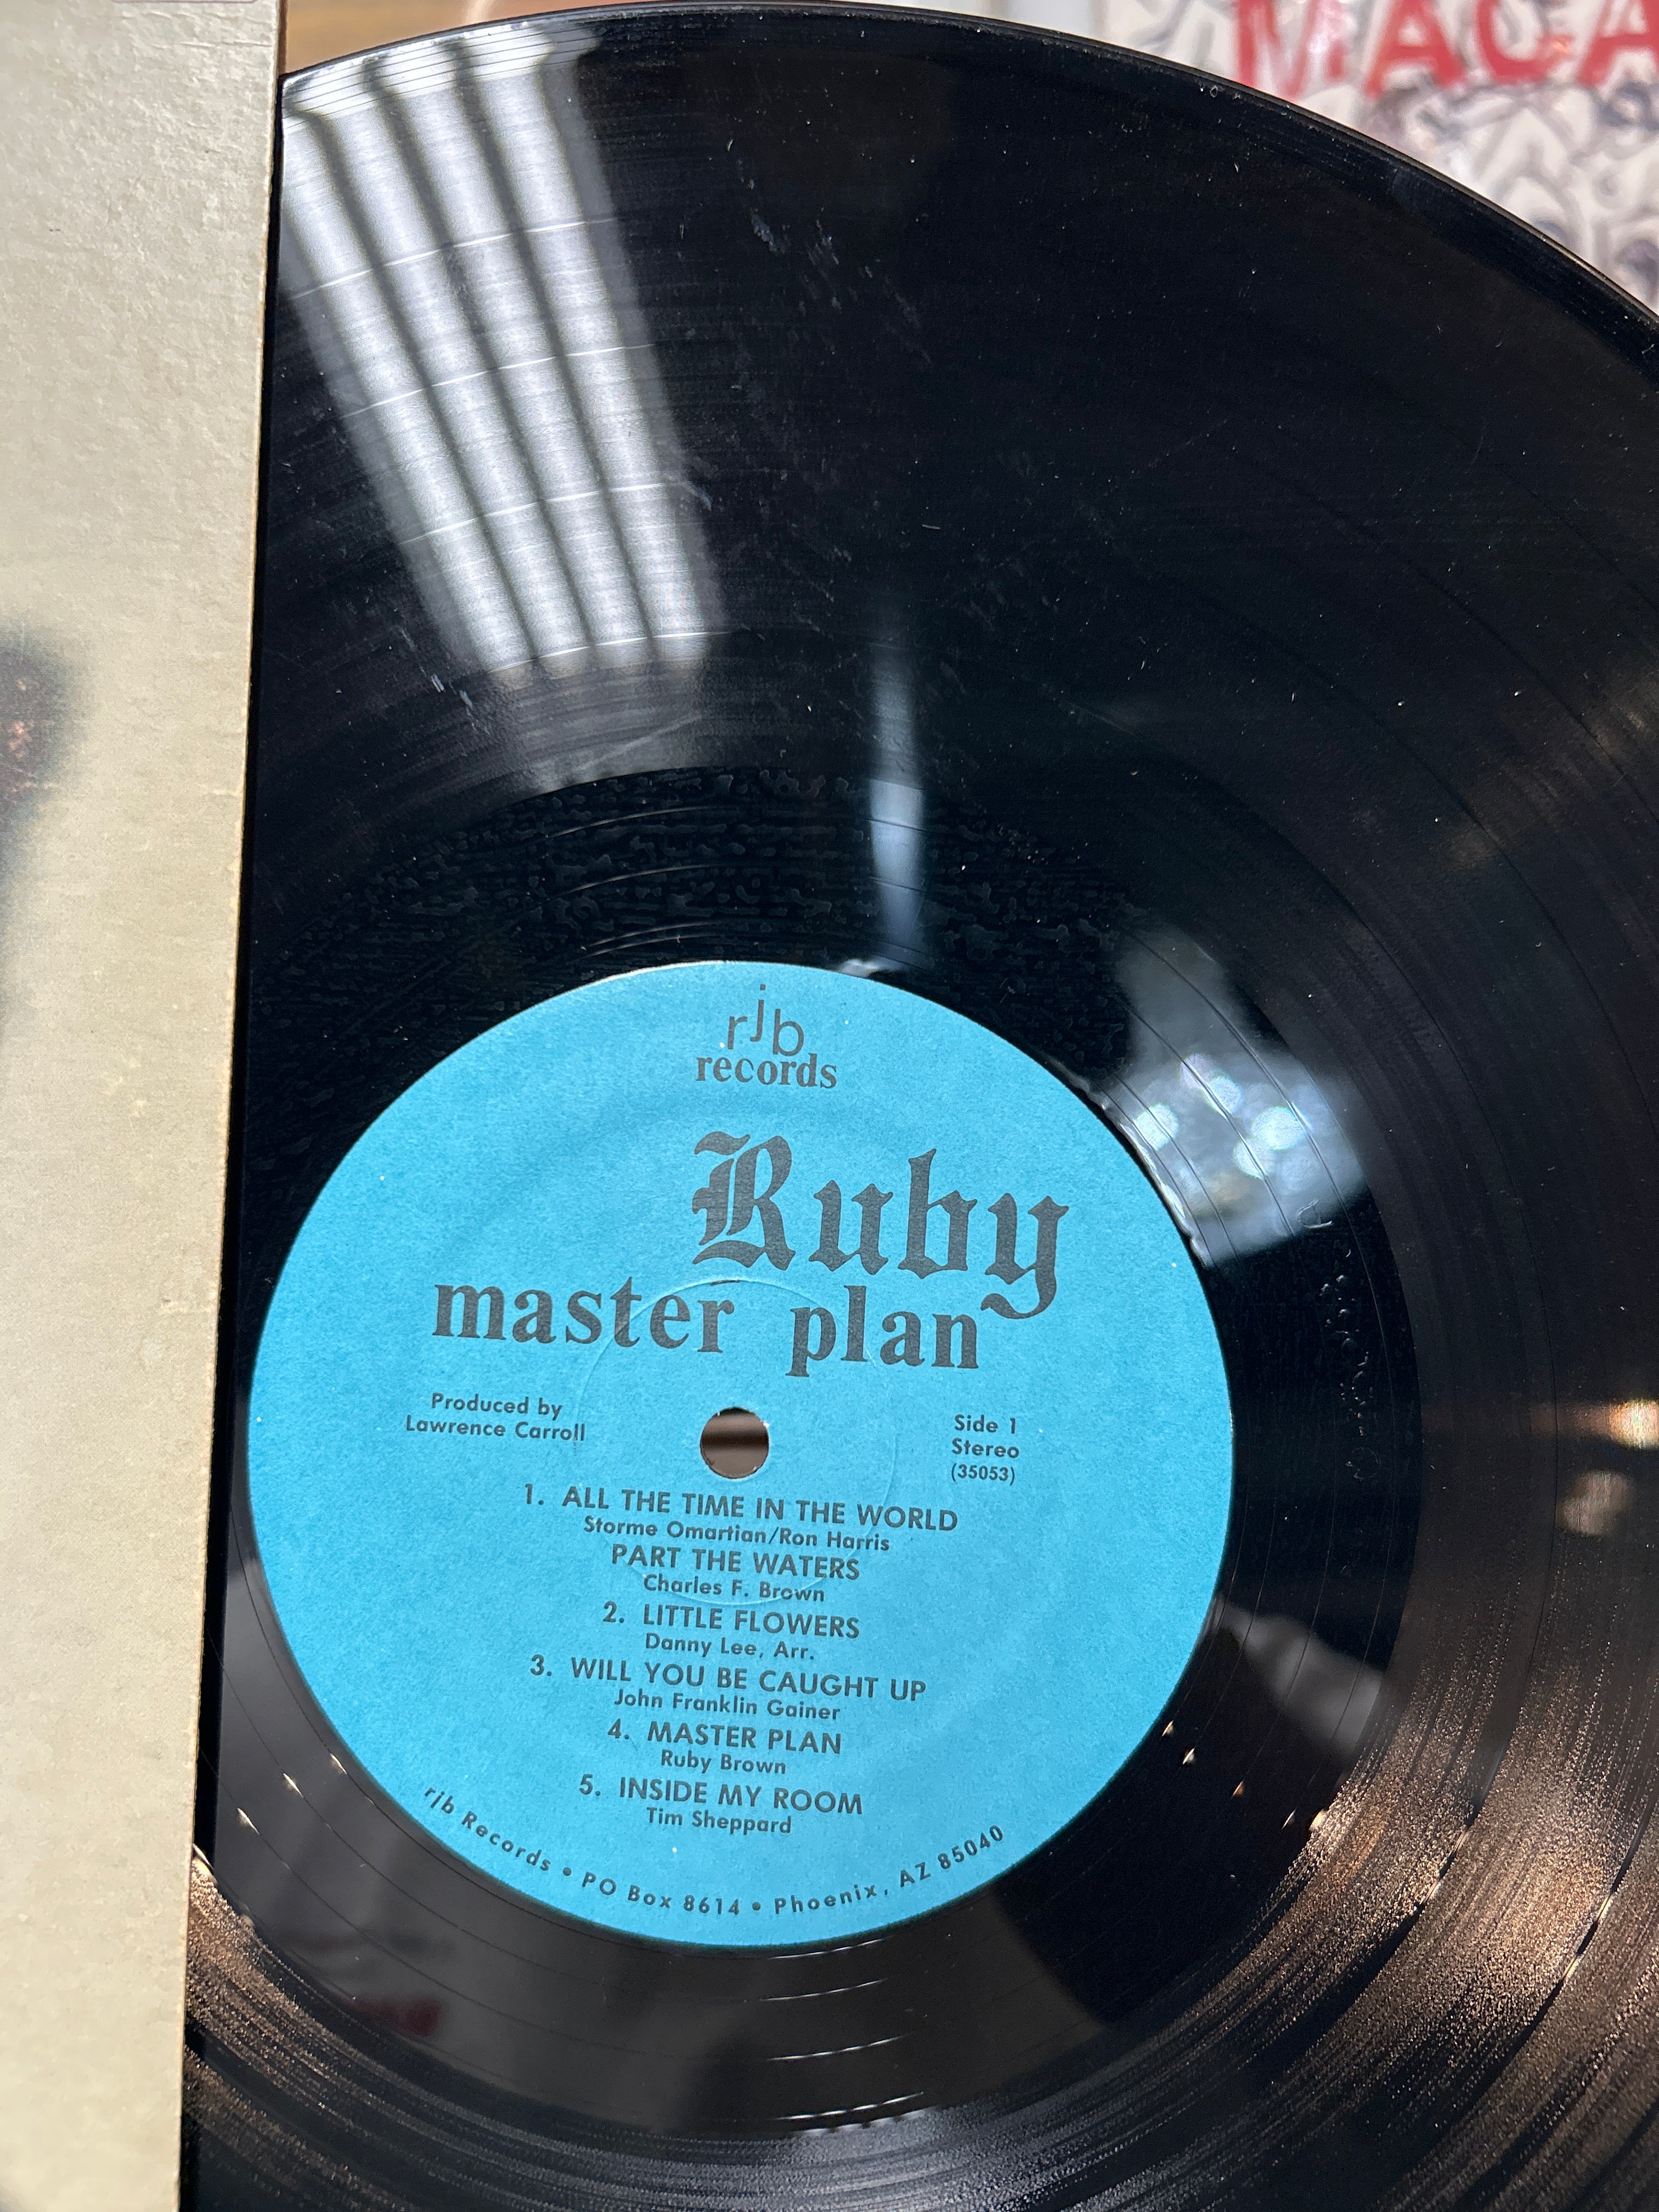 MACA
rjb
records
Ruby
master plan
Produced by
Lawrence Carroll
Side 1
Stereo
(35053)
1. ALL THE TIME IN THE WORLD
Storme Omartian/Ron Harris
PART THE WATERS
Charles F. Brown
2. LITTLE FLOWERS
Danny Lee, Arr.
3. WILL YOU BE CAUGHT UP
John Franklin Gainer
4. MASTER PLAN
Ruby Brown
5. INSIDE MY ROOM
Tim Sheppard
rjb Records • PO Box 8614 • Phoenix, AZ 85040